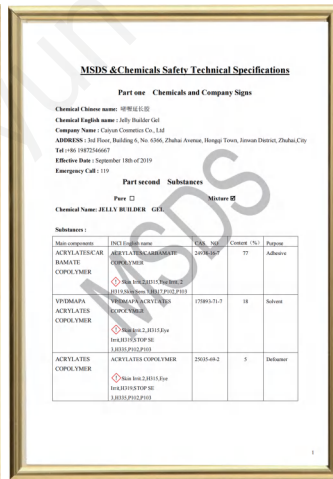 MSDS &Chemicals Safety Technical Specifications
Part one Chemicals and Company Signs
Chemical Chinese name: 啫喱延长胶
Chemical English name : Jelly Builder Gel
Company Name : Caiyun Cosmetics Co., Ltd
ADDRESS : 3rd Floor, Building 6, No. 6366, Zhuhai Avenue, Hongqi Town, Jinwan District, Zhuhai,City
Tel :+86 19872546667
Effective Date : September 18th of 2019
Emergency Call : 119
Part second Substances
Pure ☐ Mixture ☑
Chemical Name: JELLY BUILDER GEL
Substances :
Main components INCI English name CAS. NO. Content (%) Purpose
ACRYLATES/CAR ACRYLATES/CARBAMATE 24938-16-7 77 Adhesive
BAMATE COPOLYMER
COPOLYMER
Skin Irrit.2,H315,Eye Irrit. 2
H319,Skin Sens.1,H317,P102,P103
VP/DMAPA VP/DMAPA ACRYLATES 175893-71-7 18 Solvent
ACRYLATES COPOLYMER
COPOLYMER
Skin Irrit.2,,H315,Eye
Irrit,H319,STOP SE
3,H335,P102,P103
ACRYLATES ACRYLATES COPOLYMER 25035-69-2 5 Defoamer
COPOLYMER
Skin Irrit.2,H315,Eye
Irrit,H319,STOP SE
3,H335,P102,P103
MSDS
1